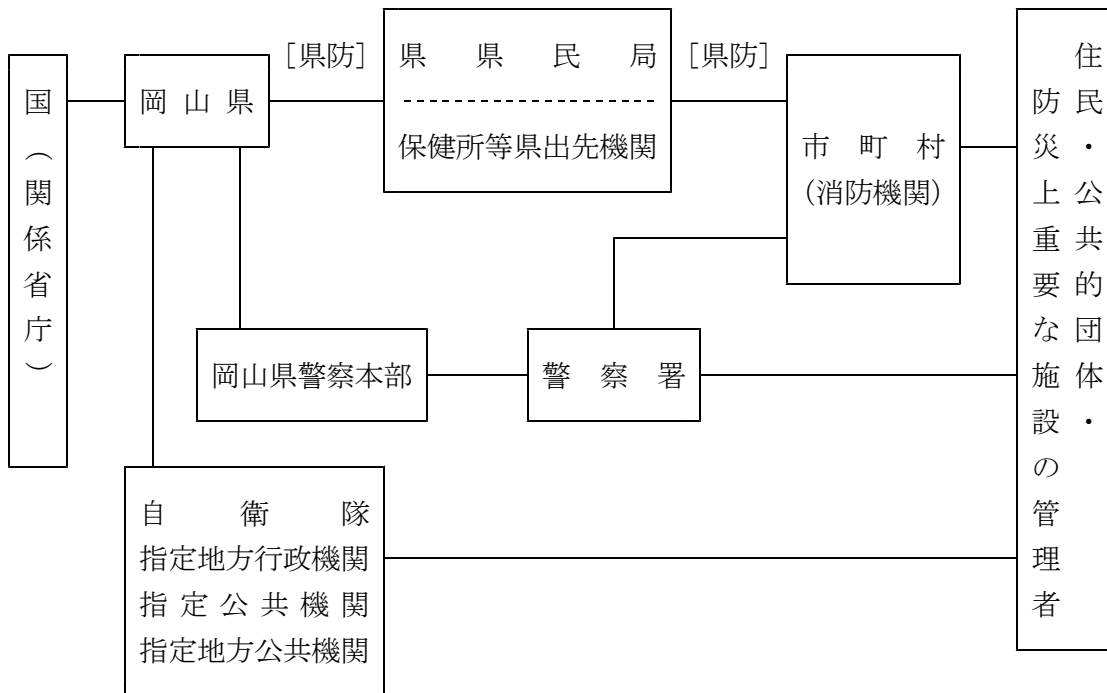 国（関係省庁）
岡山県
［県防］
県県民局
保健所等県出先機関
［県防］
市町村
（消防機関）
住民・公共的団体・
防災上重要な施設の管理者
岡山県警察本部
警察署
自衛隊
指定地方行政機関
指定公共機関
指定地方公共機関